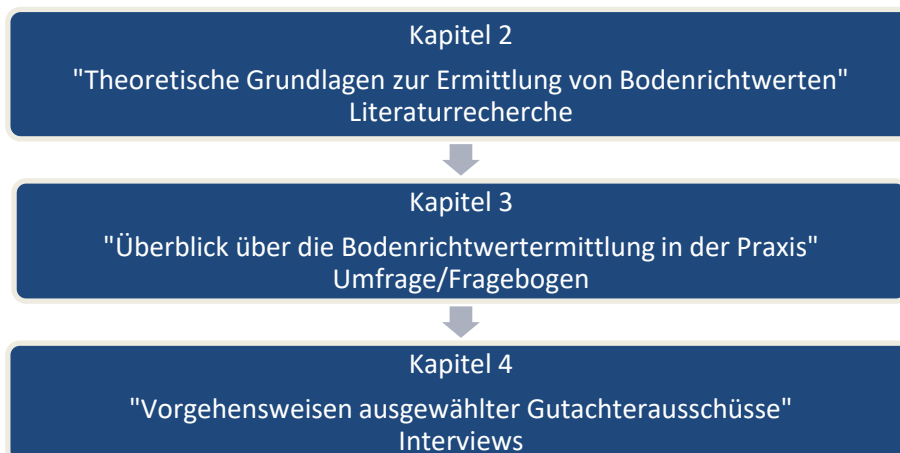 Kapitel 2
"Theoretische Grundlagen zur Ermittlung von Bodenrichtwerten"
Literaturrecherche
Kapitel 3
"Überblick über die Bodenrichtwertermittlung in der Praxis"
Umfrage/Fragebogen
Kapitel 4
"Vorgehensweisen ausgewählter Gutachterausschüsse"
Interviews